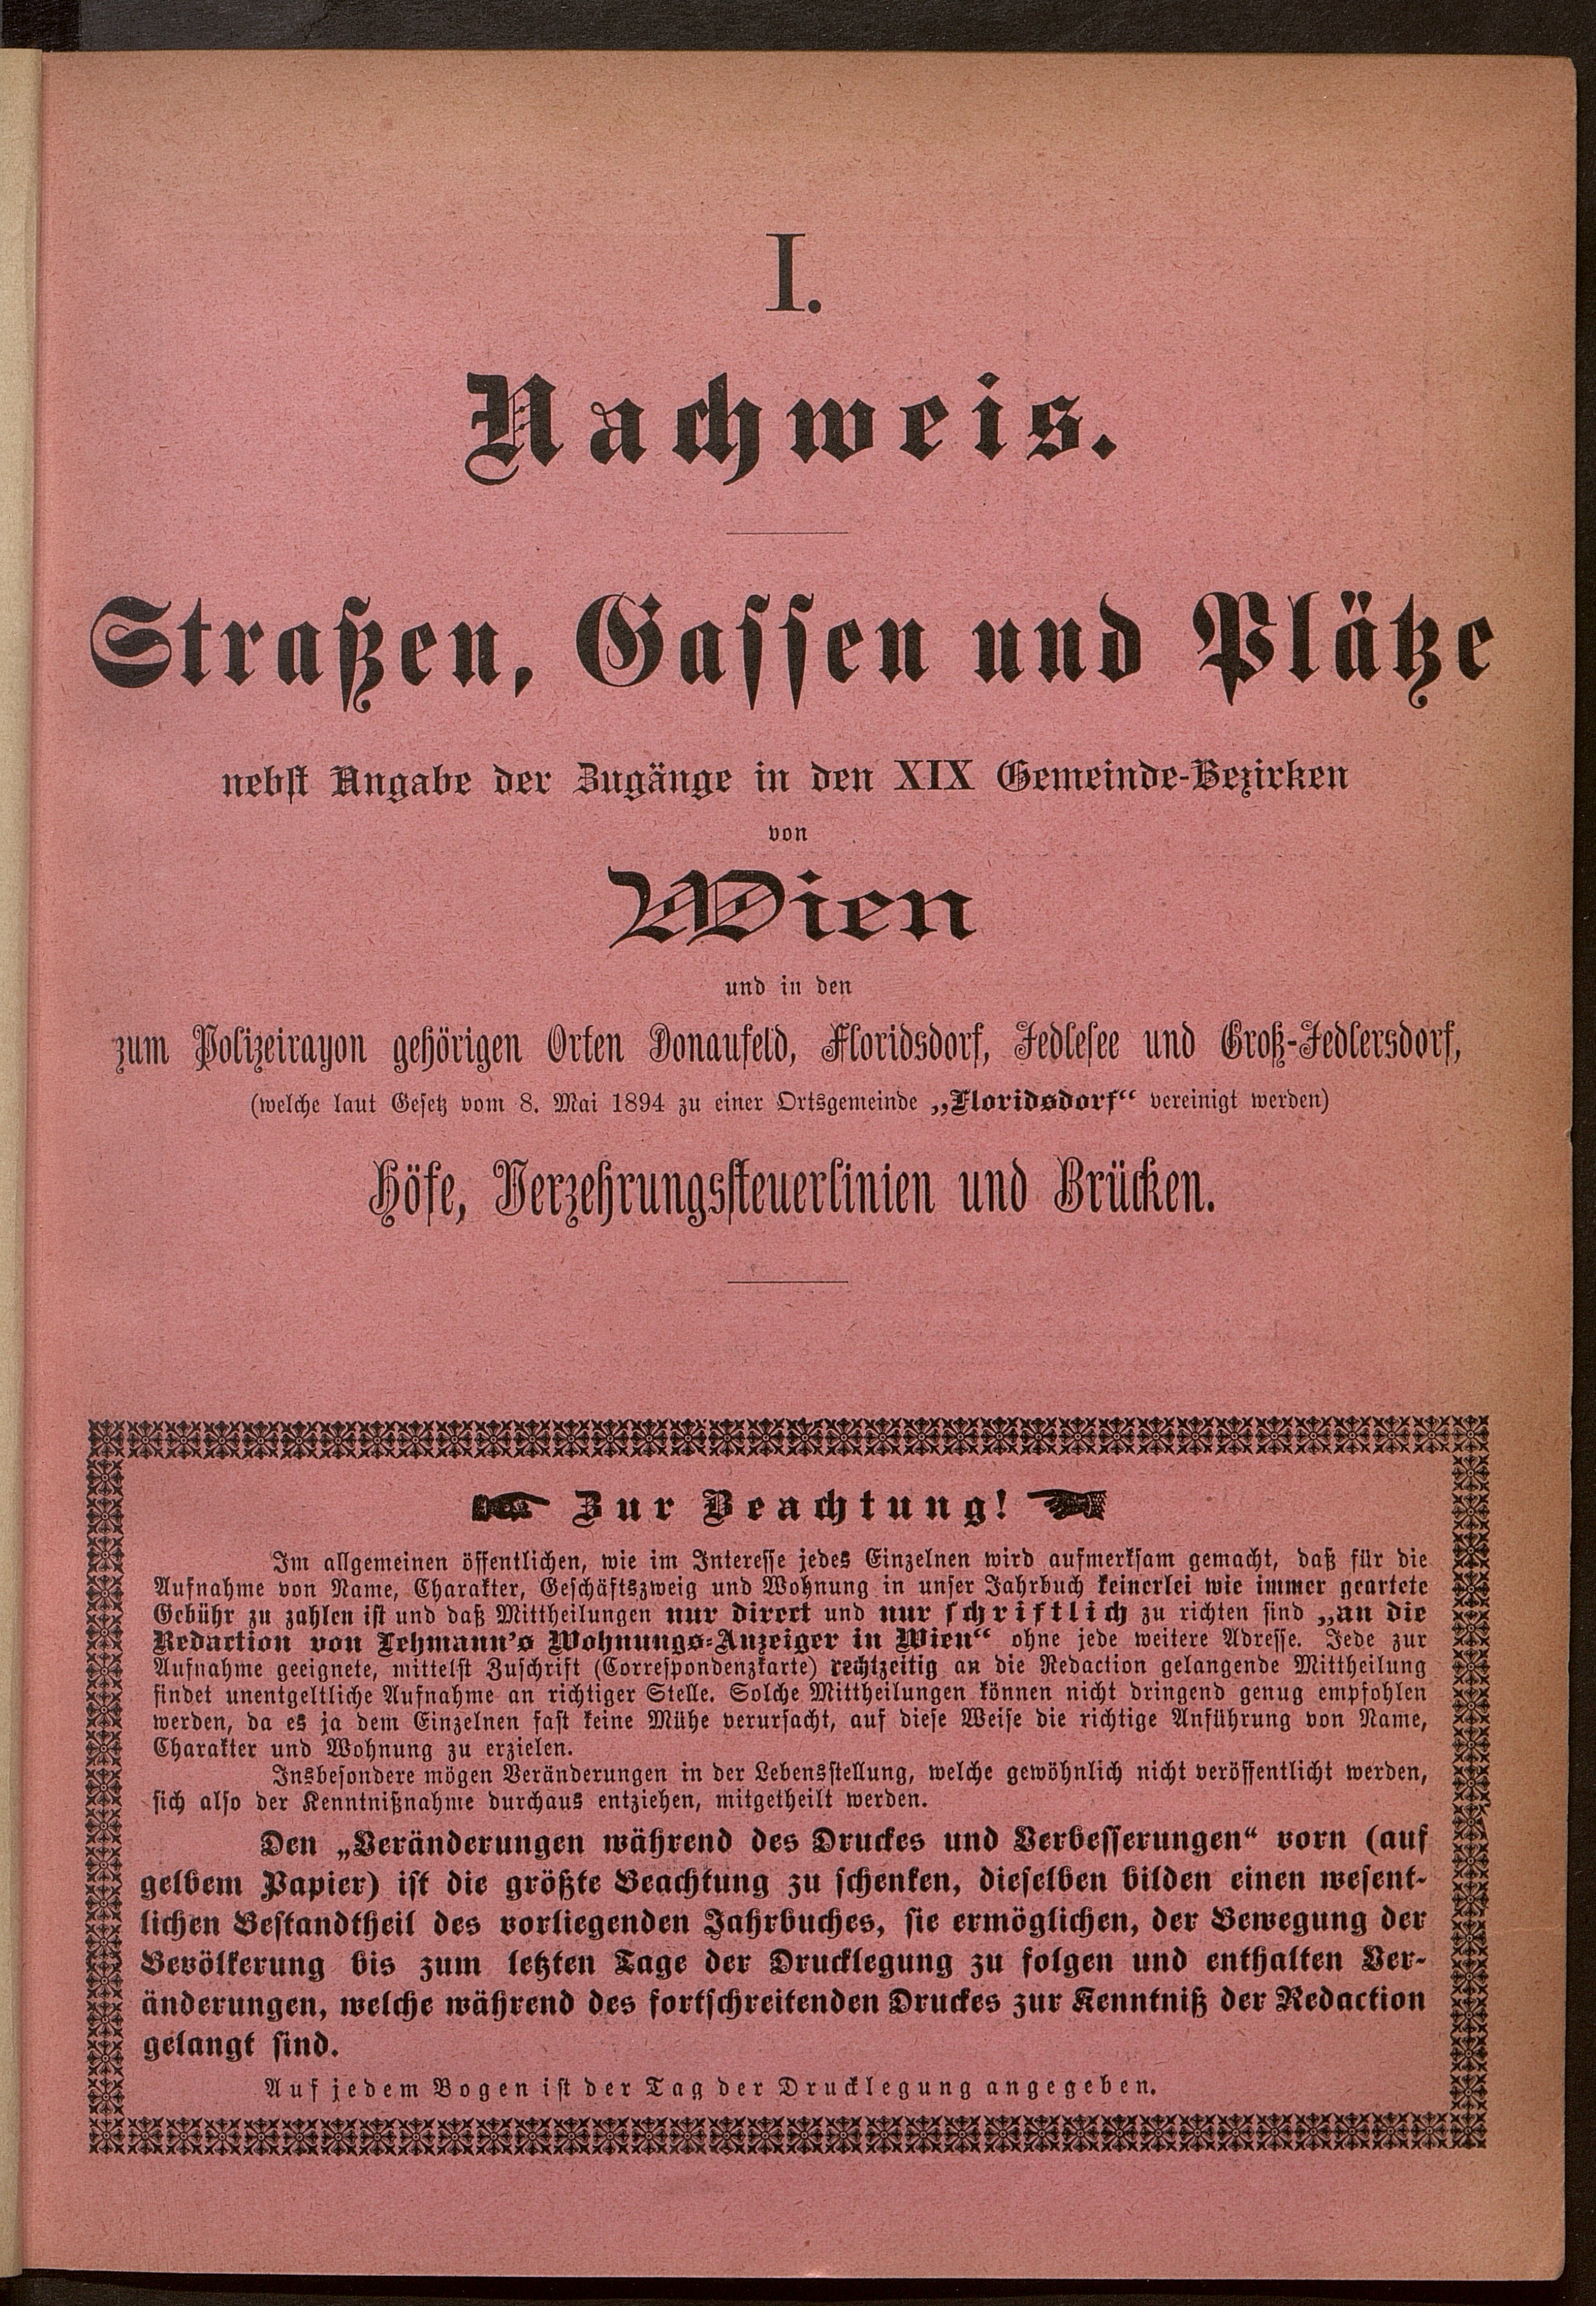 I.
Nachweis.
Straßen, Gassen und Plätze
nebst Angabe der Zugänge in den XIX Gemeinde-Bezirken
von
Wien
und in den
zum Polizeirayon gehörigen Orten Donaufeld, Floridsdorf, Jedlesee und Groß-Jedlersdorf,
(welche laut Gesetz vom 8. Mai 1894 zu einer Ortsgemeinde „Floridsdorf“ vereinigt werden)
Höfe, Verzehrungssteuerlinien und Brücken.
☛ Zur Beachtung! ☚
Im allgemeinen öffentlichen, wie im Interesse jedes Einzelnen wird aufmerksam gemacht, daß für die
Aufnahme von Name, Charakter, Geschäftszweig und Wohnung in unser Jahrbuch keinerlei wie immer geartete
Gebühr zu zahlen ist und daß Mittheilungen nur direct und nur schriftlich zu richten sind „an die
Redaction von Lehmann's Wohnungs-Anzeiger in Wien“ ohne jede weitere Adresse. Jede zur
Aufnahme geeignete, mittelst Zuschrift (Correspondenzkarte) rechtzeitig an die Redaction gelangende Mittheilung
findet unentgeltliche Aufnahme an richtiger Stelle. Solche Mittheilungen können nicht dringend genug empfohlen
werden, da es ja dem Einzelnen fast keine Mühe verursacht, auf diese Weise die richtige Anführung von Name,
Charakter und Wohnung zu erzielen.
Insbesondere mögen Veränderungen in der Lebensstellung, welche gewöhnlich nicht veröffentlicht werden,
sich also der Kenntnißnahme durchaus entziehen, mitgetheilt werden.
Den „Veränderungen während des Druckes und Verbesserungen“ vorn (auf
gelbem Papier) ist die größte Beachtung zu schenken, dieselben bilden einen wesent-
lichen Bestandtheil des vorliegenden Jahrbuches, sie ermöglichen, der Bewegung der
Bevölkerung bis zum letzten Tage der Drucklegung zu folgen und enthalten Ver-
änderungen, welche während des fortschreitenden Druckes zur Kenntniß der Redaction
gelangt sind.
Auf jedem Bogen ist der Tag der Drucklegung angegeben.